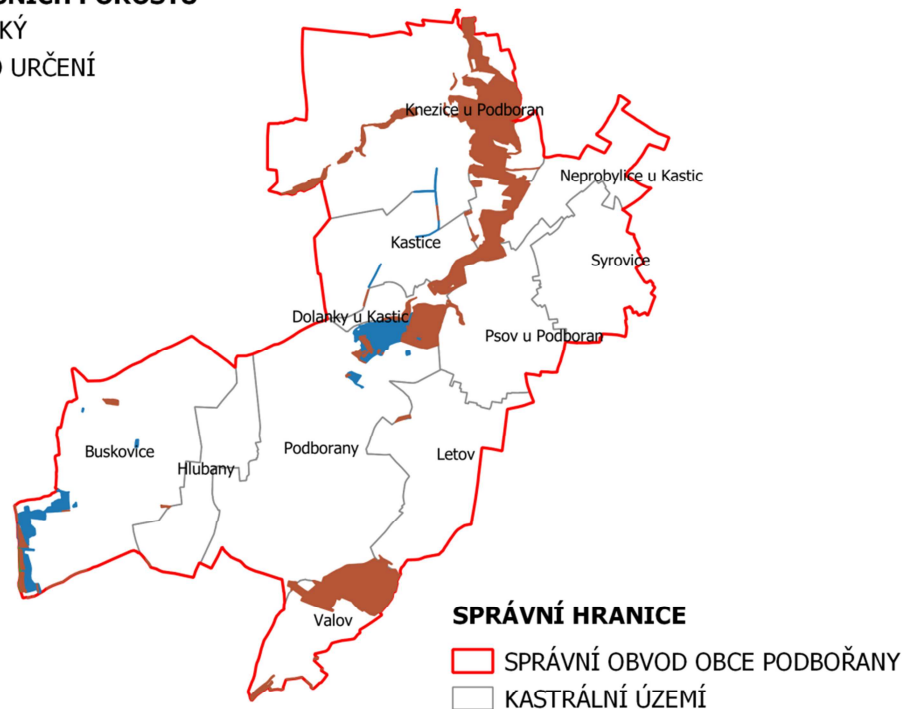 KÝ
URČENÍ
Knezice u Podboran
Neprobylice u Kastic
Kastice
Syrovice
Dolanky u Kastic
Psov u Podboran
Buskovice
Hlubany
Podborany
Letov
Valov
SPRÁVNÍ HRANICE
SPRÁVNÍ OBVOD OBCE PODBOŘANY
KASTRÁLNÍ ÚZEMÍ